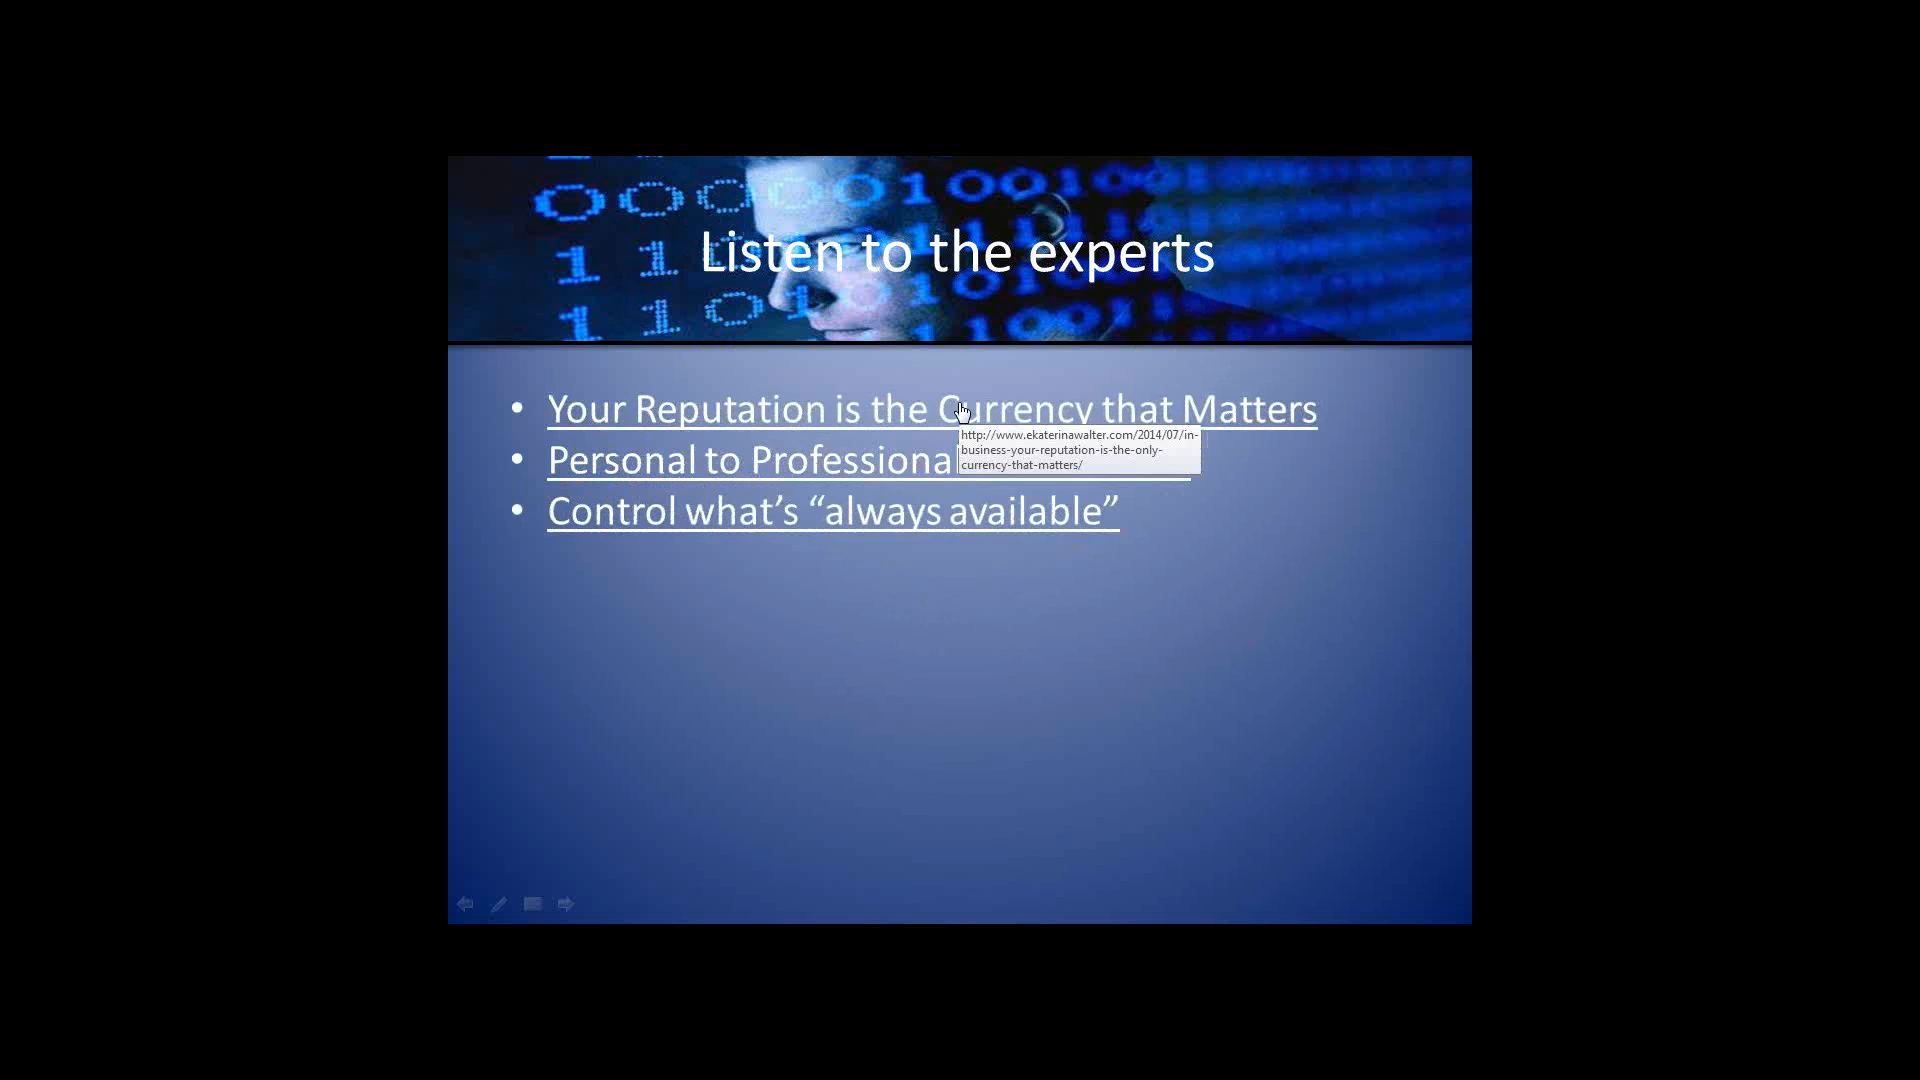 Listen to the experts
• Your Reputation is the Currency that Matters
http://www.ekaterinawalter.com/2014/07/in-
business-your-reputation-is-the-only-
currency-that-matters/
• Personal to Professiona
• Control what’s “always available”